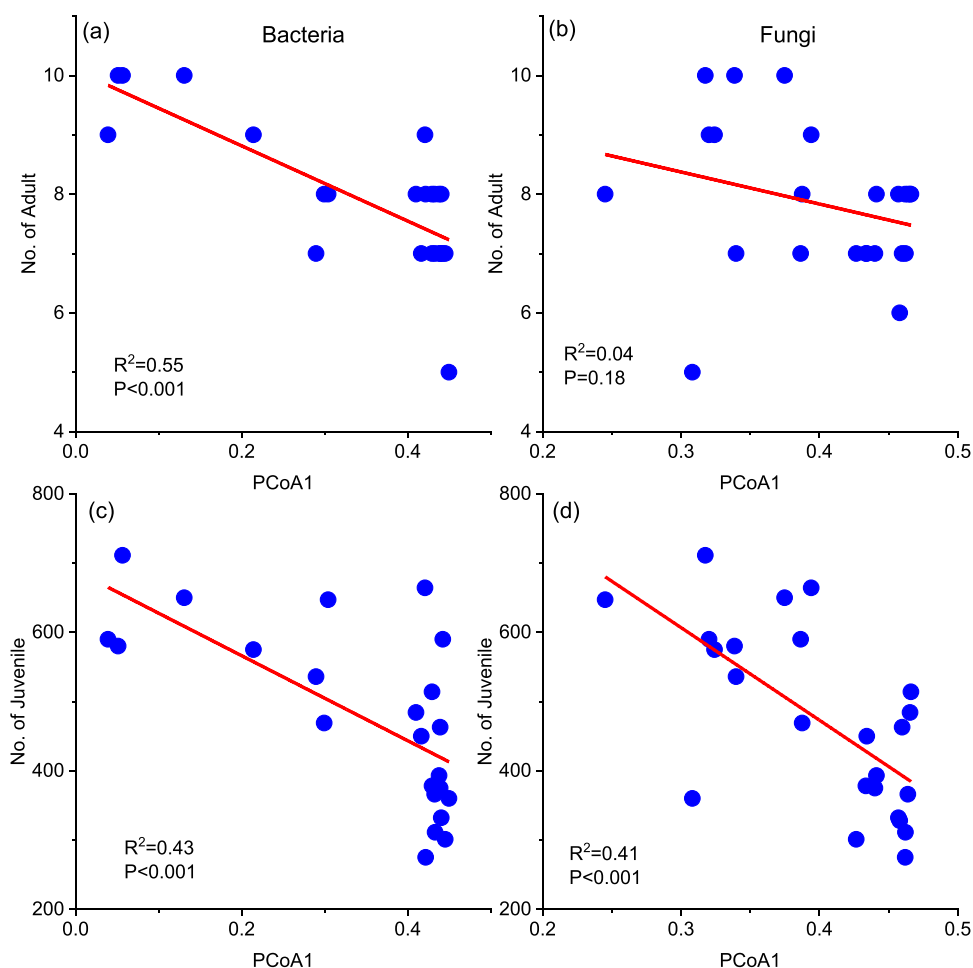 (a)
Bacteria
10
8
6
4
No. of Adult
R²=0.55
P<0.001
0.0
0.2
0.4
PCoA1
(b)
Fungi
10
8
6
4
No. of Adult
R²=0.04
P=0.18
0.2
0.3
0.4
0.5
PCoA1
(c)
800
600
400
200
No. of Juvenile
R²=0.43
P<0.001
0.0
0.2
0.4
PCoA1
(d)
800
600
400
200
No. of Juvenile
R²=0.41
P<0.001
0.2
0.3
0.4
0.5
PCoA1